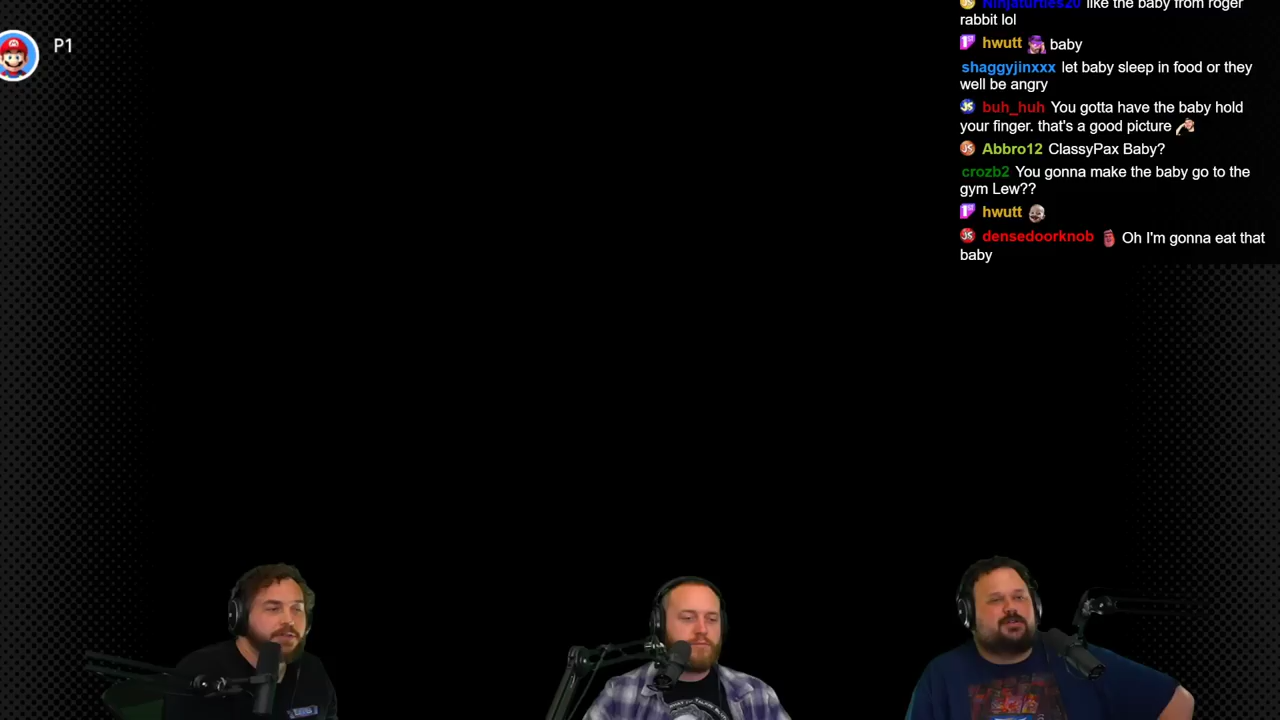 P1
Ninjaturtles20 like the baby from roger
rabbit lol
hwutt baby
shaggyjinxxx let baby sleep in food or they
well be angry
buh_huh You gotta have the baby hold
your finger. that's a good picture
Abbro12 ClassyPax Baby?
crozb2 You gonna make the baby go to the
gym Lew??
hwutt
densedoorknob Oh I'm gonna eat that
baby